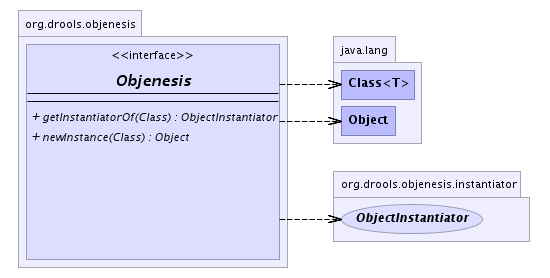 org.drools.objenesis
<<interface>>
Objenesis
+ getInstantiatorOf(Class) : ObjectInstantiator
+ newInstance(Class) : Object
java.lang
Class<T>
Object
org.drools.objenesis.instantiator
ObjectInstantiator